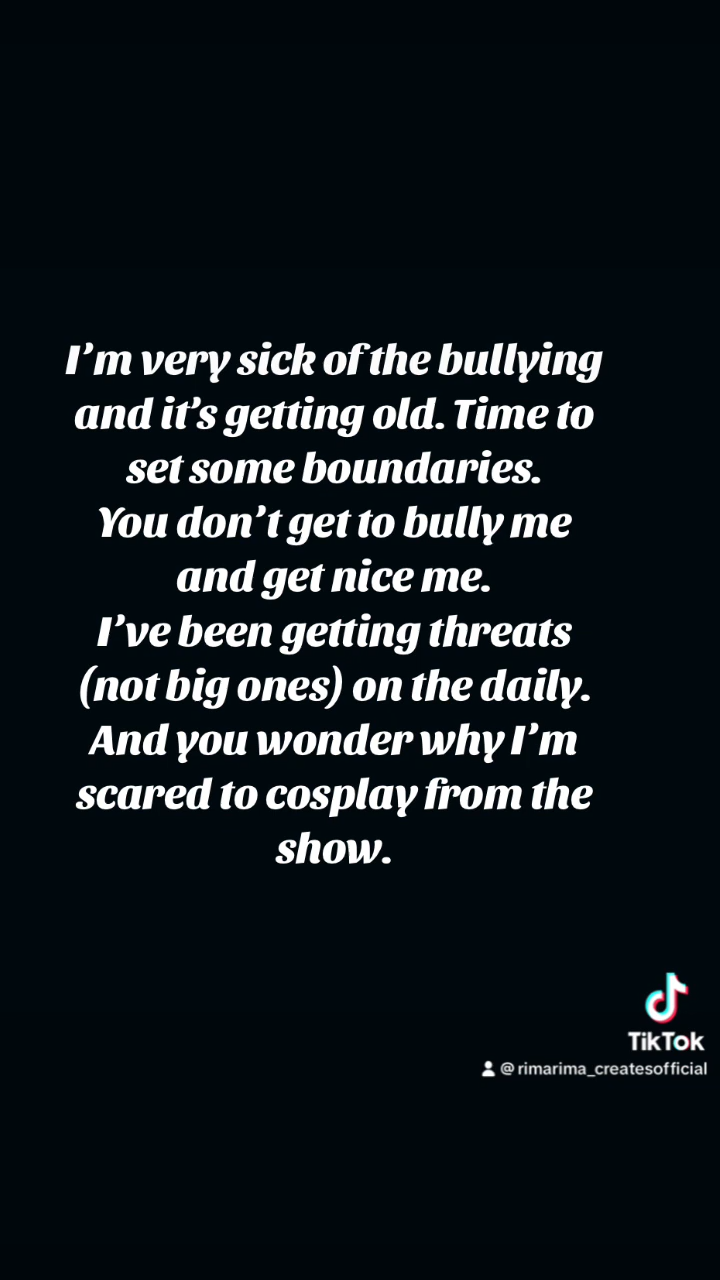 I’m very sick of the bullying
and it’s getting old. Time to
set some boundaries.
You don’t get to bully me
and get nice me.
I’ve been getting threats
(not big ones) on the daily.
And you wonder why I’m
scared to cosplay from the
show.
TikTok
@rimarima_createsofficial